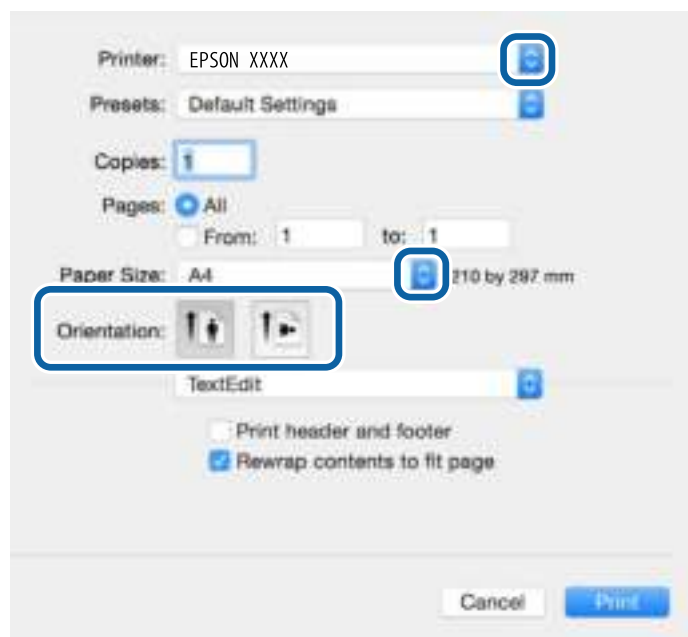 Printer: EPSON XXXX
Presets: Default Settings
Copies: 1
Pages: All
From: 1 to: 1
Paper Size: A4 210 by 297 mm
Orientation:
TextEdit
Print header and footer
Rewrap contents to fit page
Cancel Print